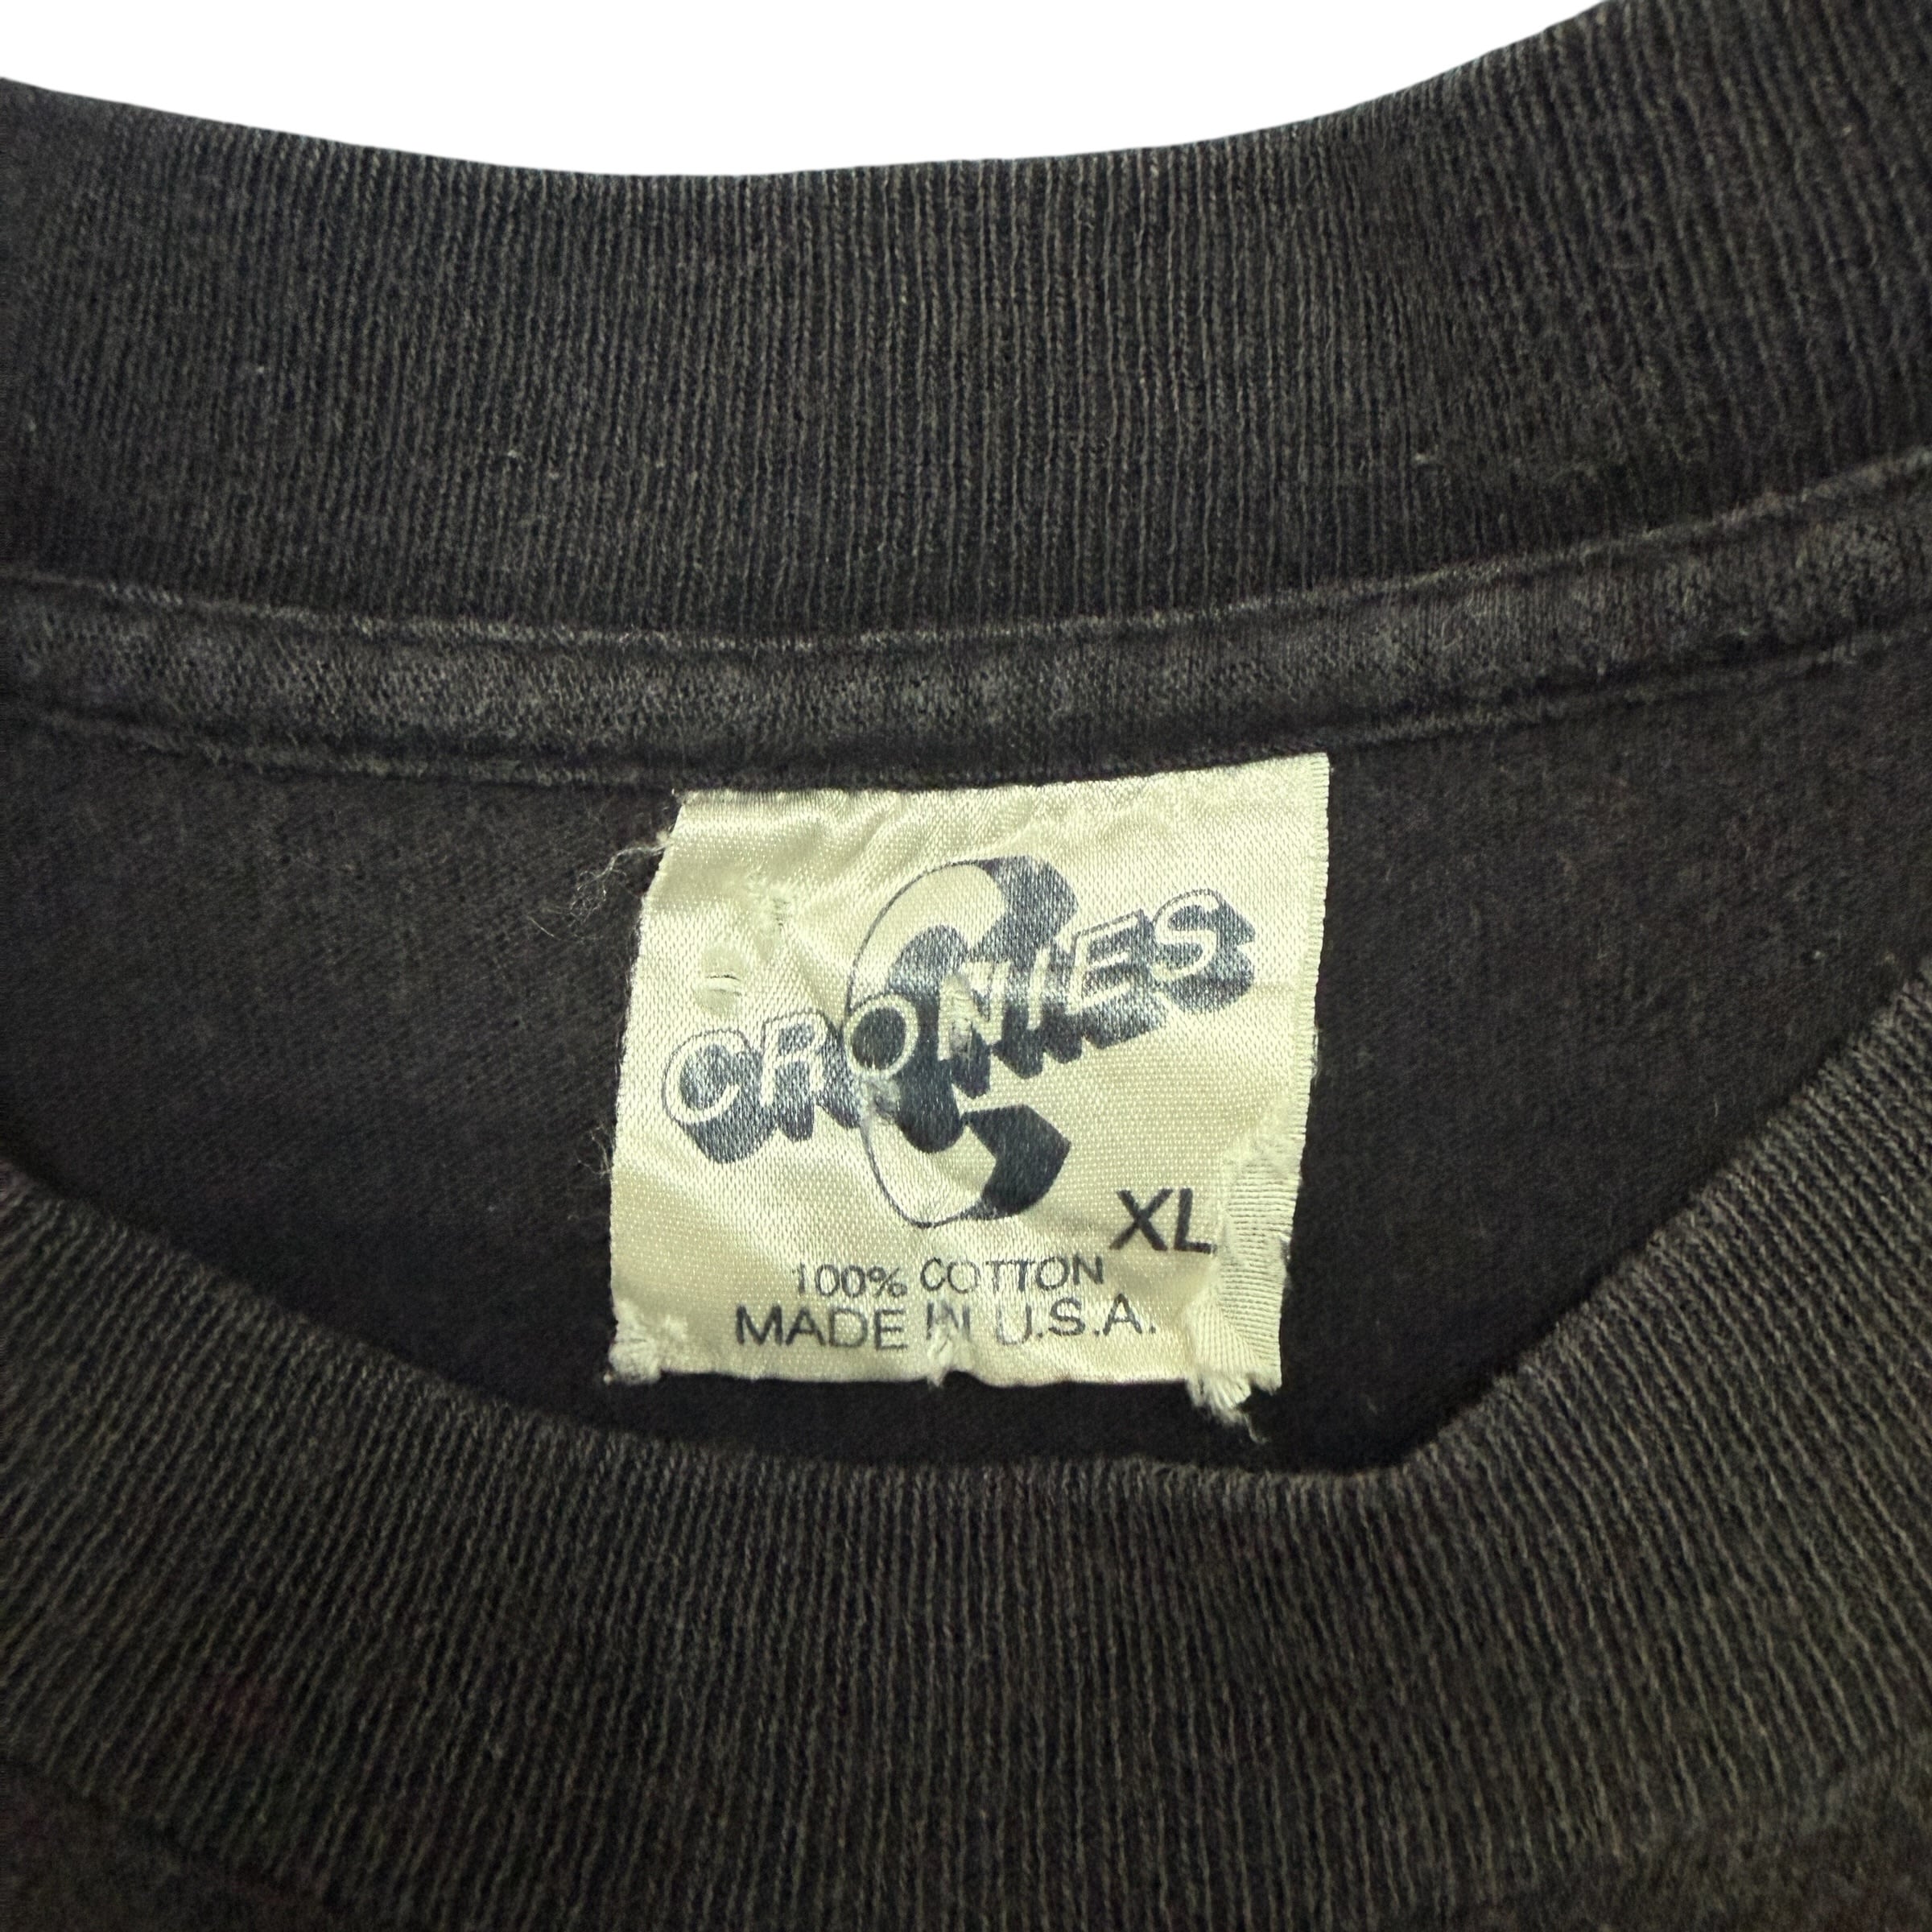 CRONIES
XL
100% COTTON
MADE IN U.S.A.